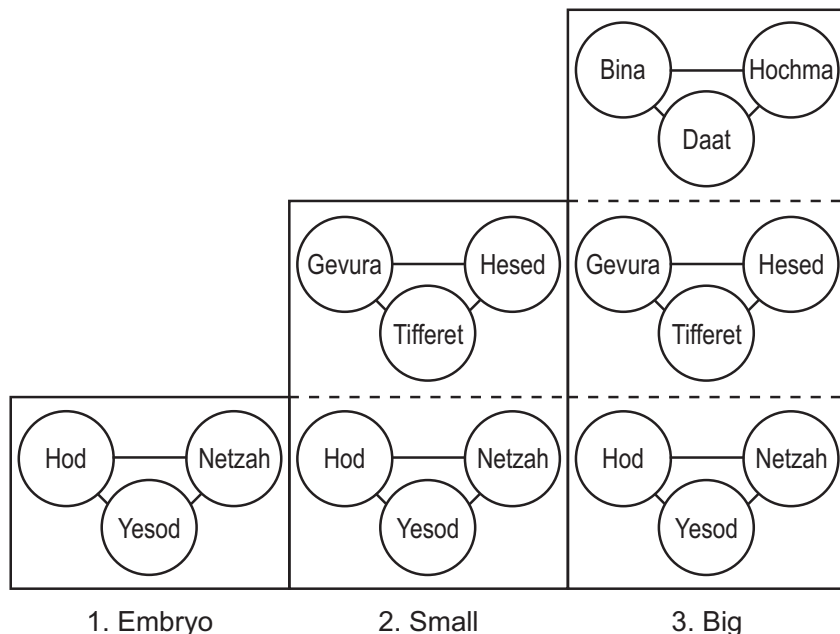 Bina Hochma
Daat
Gevura Hesed Gevura Hesed
Tifferet Tifferet
Hod Netzah Hod Netzah Hod Netzah
Yesod Yesod Yesod
1. Embryo 2. Small 3. Big